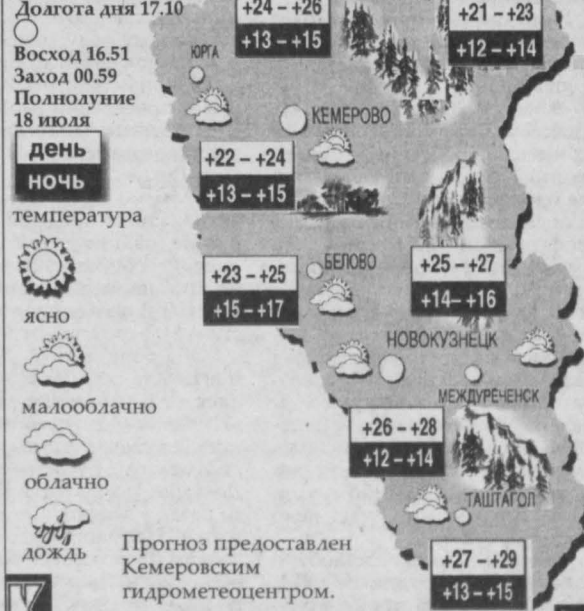 Долгота дня 17.10
Восход 16.51
Заход 00.59
Полнолуние
18 июля
день
ночь
температура
ясно
малооблачно
облачно
дождь
+24 – +26
+13 – +15
+21 – +23
+12 – +14
ЮРГА
КЕМЕРОВО
+22 – +24
+13 – +15
БЕЛОВО
+23 – +25
+15 – +17
+25 – +27
+14– +16
НОВОКУЗНЕЦК
МЕЖДУРЕЧЕНСК
+26 – +28
+12 – +14
ТАШТАГОЛ
+27 – +29
+13 – +15
Прогноз предоставлен
Кемеровским
гидрометеоцентром.